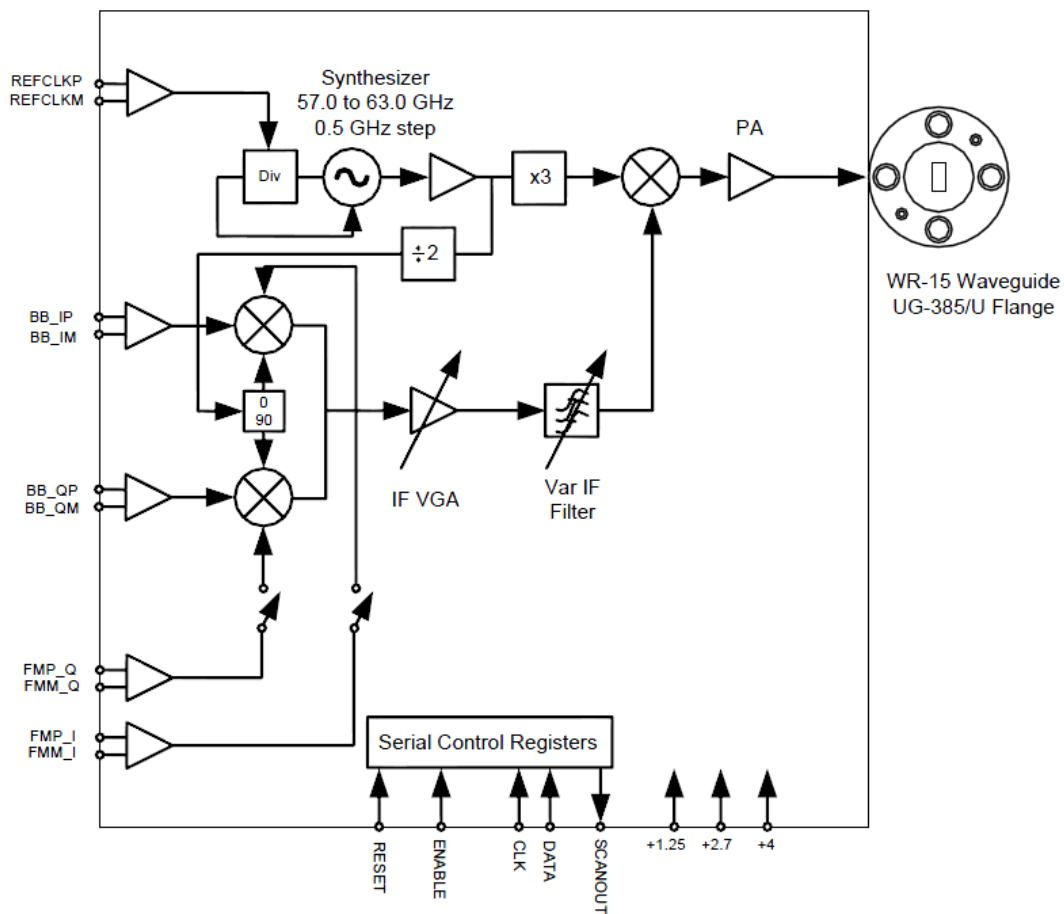 REFCLKP
REFCLKM
Synthesizer
57.0 to 63.0 GHz
0.5 GHz step
PA
Div
x3
÷2
WR-15 Waveguide
UG-385/U Flange
BB_IP
BB_IM
0
90
BB_QP
BB_QM
IF VGA
Var IF
Filter
FMP_Q
FMM_Q
FMP_I
FMM_I
Serial Control Registers
RESET
ENABLE
CLK
DATA
SCANOUT
+1.25
+2.7
+4